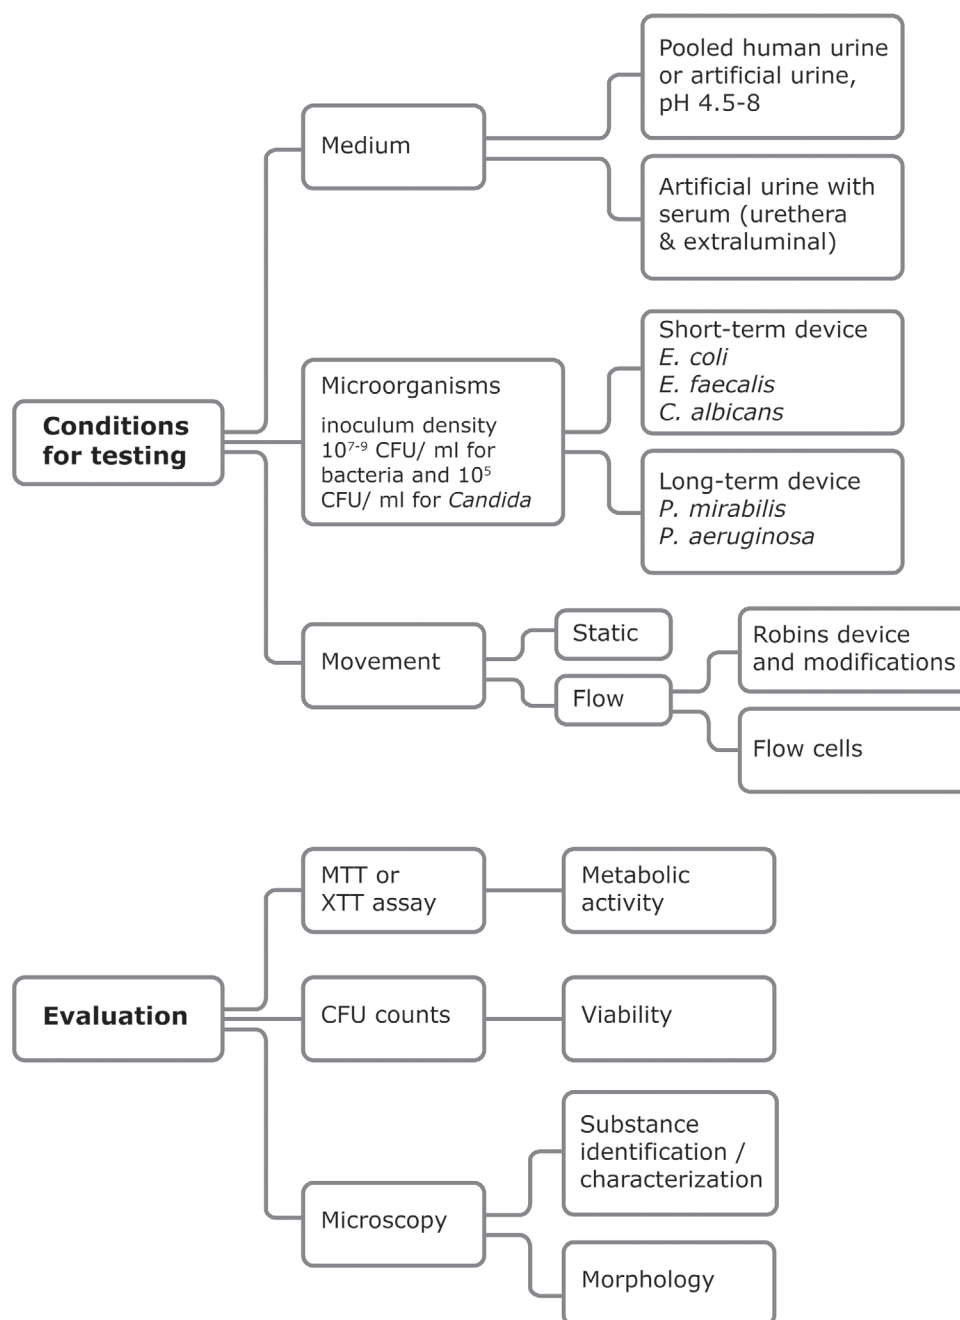 Pooled human urine
or artificial urine,
pH 4.5-8
Medium
Artificial urine with
serum (urethera
& extraluminal)
Conditions
for testing
Microorganisms
inoculum density
10⁷⁻⁹ CFU/ ml for
bacteria and 10⁵
CFU/ ml for Candida
Short-term device
E. coli
E. faecalis
C. albicans
Long-term device
P. mirabilis
P. aeruginosa
Movement
Static
Flow
Robins device
and modifications
Flow cells
Evaluation
MTT or
XTT assay
Metabolic
activity
CFU counts
Viability
Microscopy
Substance
identification /
characterization
Morphology